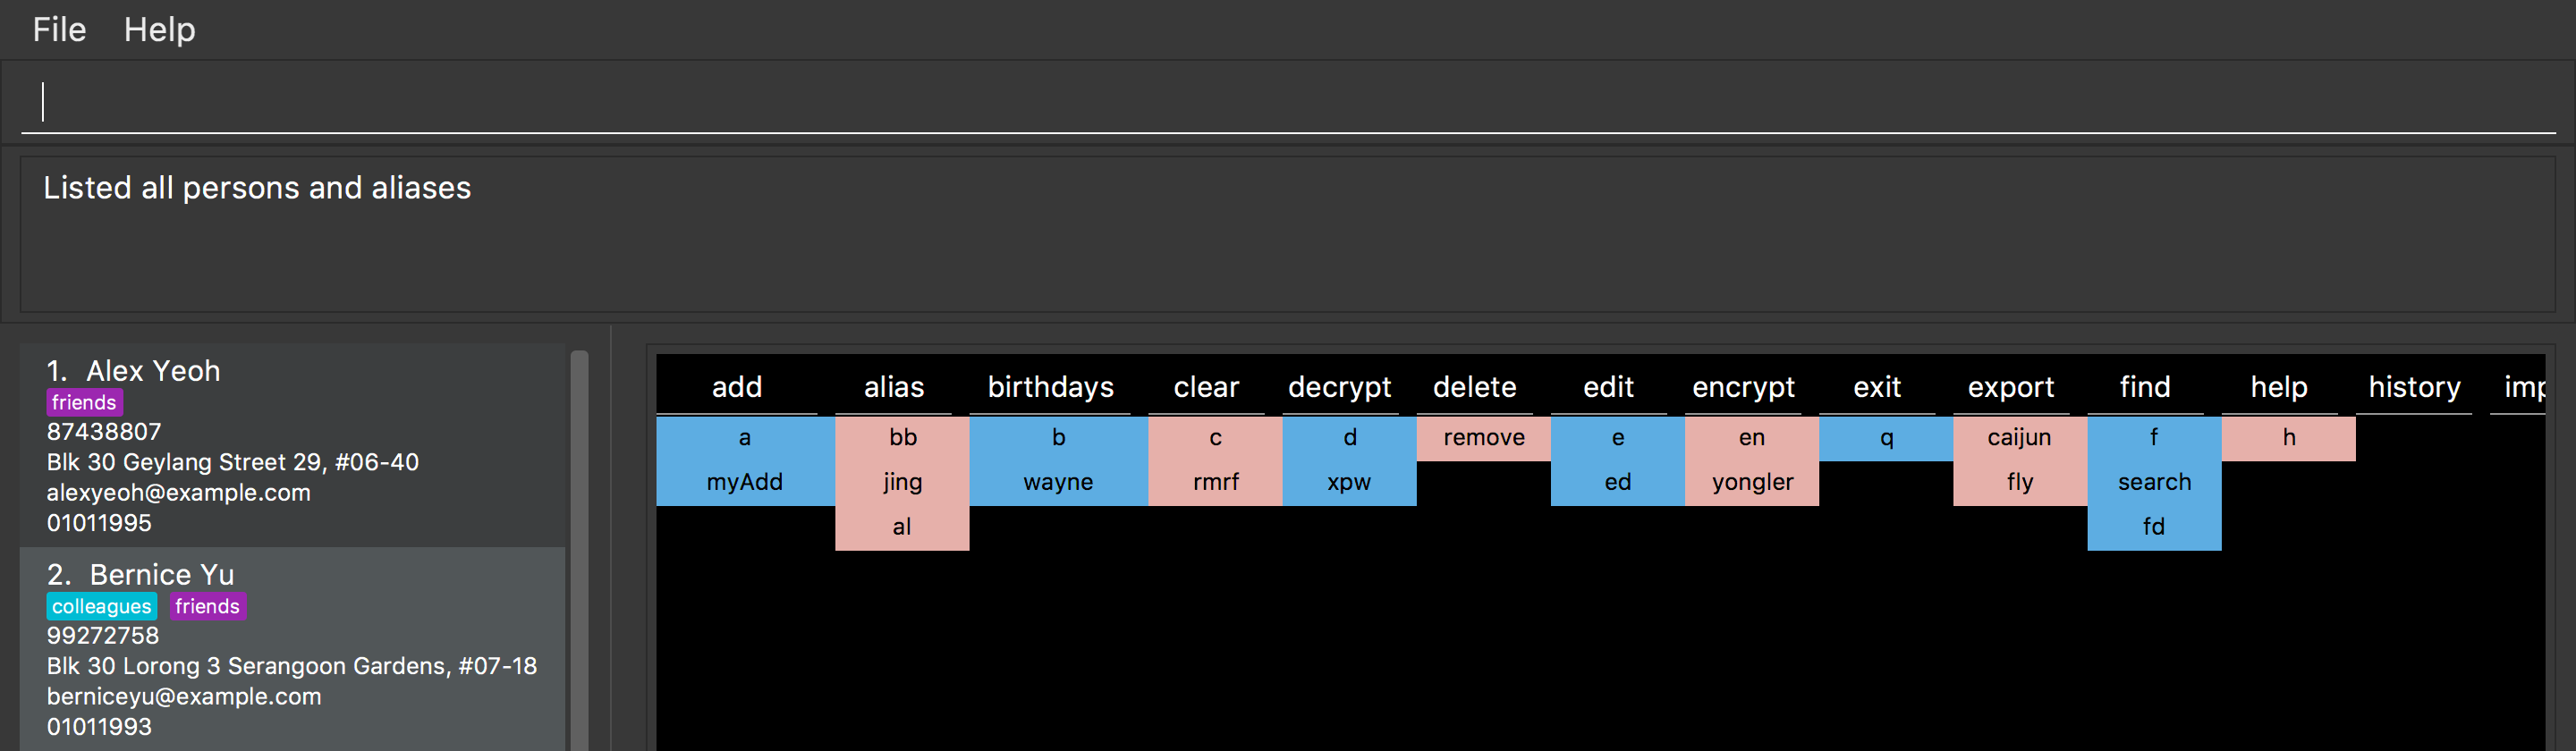 File Help
Listed all persons and aliases
1. Alex Yeoh
friends
87438807
Blk 30 Geylang Street 29, #06-40
alexyeoh@example.com
01011995
2. Bernice Yu
colleagues friends
99272758
Blk 30 Lorong 3 Serangoon Gardens, #07-18
berniceyu@example.com
01011993
add alias birthdays clear decrypt delete edit encrypt exit export find help history imp
a bb b c d remove e en q caijun f h
myAdd jing wayne rmrf xpw ed yongler fly search
al fd